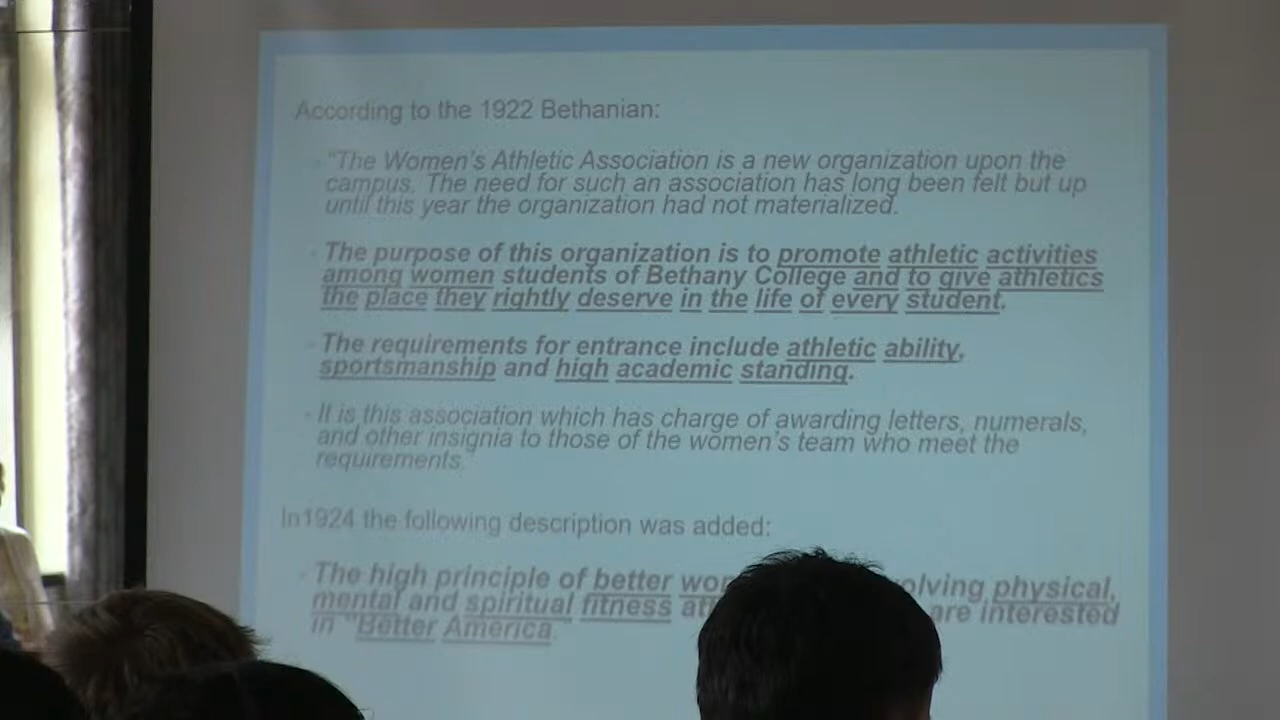 According to the 1922 Bethanian:
"The Women's Athletic Association is a new organization upon the
campus. The need for such an association has long been felt but up
until this year the organization had not materialized.
The purpose of this organization is to promote athletic activities
among women students of Bethany College and to give athletics
the place they rightly deserve in the life of every student.
The requirements for entrance include athletic ability,
sportsmanship and high academic standing.
It is this association which has charge of awarding letters, numerals,
and other insignia to those of the women's team who meet the
requirements.
In1924 the following description was added:
The high principle of better physical,
mental and spiritual fitness are interested
in "Better America